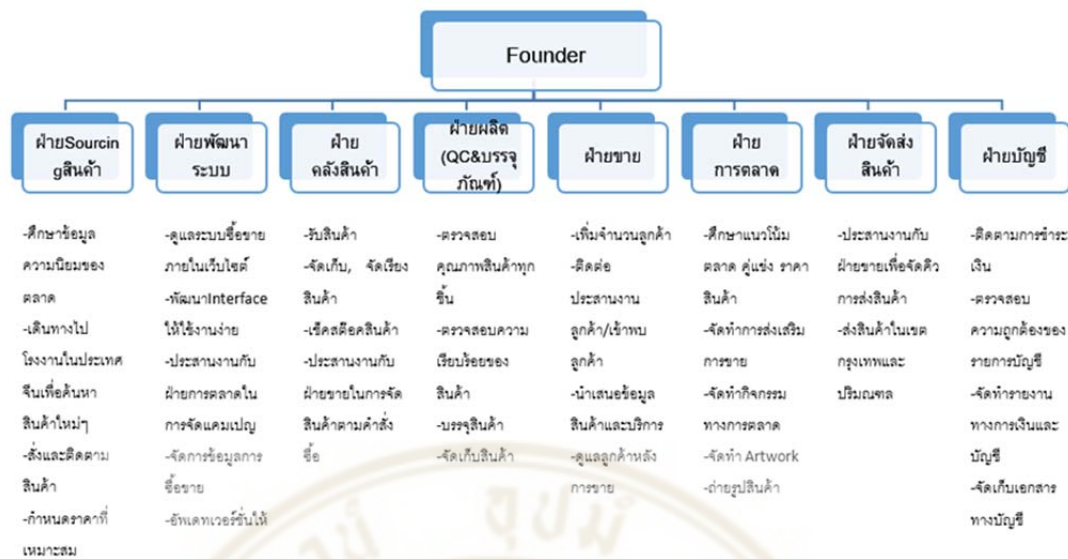 Founder
ฝ่ายSourcin
gสินค้า
ฝ่ายพัฒนา
ระบบ
ฝ่าย
คลังสินค้า
ฝ่ายผลิต
(QC&บรรจุ
ภัณฑ์)
ฝ่ายขาย
ฝ่าย
การตลาด
ฝ่ายจัดส่ง
สินค้า
ฝ่ายบัญชี
-ศึกษาข้อมูล
ความนิยมของ
ตลาด
-เดินทางไป
โรงงานในประเทศ
จีนเพื่อค้นหา
สินค้าใหม่ๆ
-สั่งและติดตาม
สินค้า
-กำหนดราคาที่
เหมาะสม
-ดูแลระบบซื้อขาย
ภายในเว็บไซต์
-พัฒนาInterface
ให้ใช้งานง่าย
-ประสานงานกับ
ฝ่ายการตลาดใน
การจัดแคมเปญ
-จัดการข้อมูลการ
ซื้อขาย
-อัพเดทเวอร์ชั่นให้
-รับสินค้า
-จัดเก็บ, จัดเรียง
สินค้า
-เช็คสต๊อคสินค้า
-ประสานงานกับ
ฝ่ายขายในการจัด
สินค้าตามคำสั่ง
ซื้อ
-ตรวจสอบ
คุณภาพสินค้าทุก
ชิ้น
-ตรวจสอบความ
เรียบร้อยของ
สินค้า
-บรรจุสินค้า
-จัดเก็บสินค้า
-เพิ่มจำนวนลูกค้า
-ติดต่อ
ประสานงาน
ลูกค้า/เข้าพบ
ลูกค้า
-นำเสนอข้อมูล
สินค้าและบริการ
-ดูแลลูกค้าหลัง
การขาย
-ศึกษาแนวโน้ม
ตลาด คู่แข่ง ราคา
สินค้า
-จัดทำการส่งเสริม
การขาย
-จัดทำกิจกรรม
ทางการตลาด
-จัดทำ Artwork
-ถ่ายรูปสินค้า
-ประสานงานกับ
ฝ่ายขายเพื่อจัดคิว
การส่งสินค้า
-ส่งสินค้าในเขต
กรุงเทพและ
ปริมณฑล
-ติดตามการชำระ
เงิน
-ตรวจสอบ
ความถูกต้องของ
รายการบัญชี
-จัดทำรายงาน
ทางการเงินและ
บัญชี
-จัดเก็บเอกสาร
ทางบัญชี